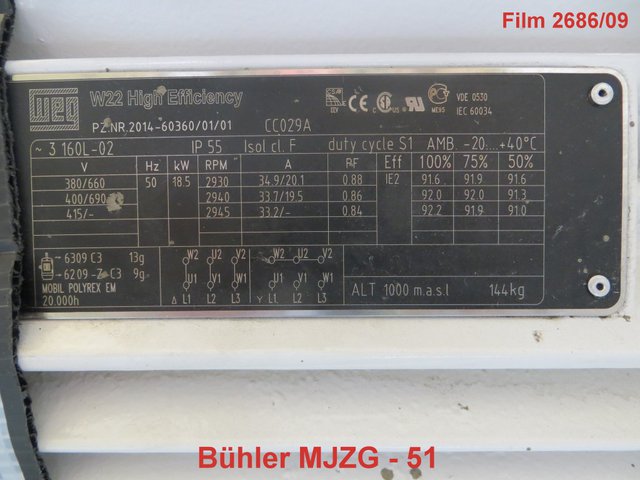 Film 2686/09
WEG W22 High Efficiency
PZ.NR.2014-60360/01/01 CC029A
VDE 0530
IEC 60034
~ 3 160L-02 IP 55 Isol cl. F duty cycle S1 AMB. -20... +40°C
V Hz kW RPM A PF Eff 100% 75% 50%
380/660 50 18.5 2930 34.9/20.1 0.88 IE2 91.6 91.9 91.6
400/690 2940 33.7/19.5 0.86 92.0 92.0 91.3
415/- 2945 33.2/- 0.84 92.2 91.9 91.0
6309 C3 13g
6209 -Z-C3 9g
MOBIL POLYREX EM
20.000h
W2 U2 V2 W2 U2 V2
U1 V1 W1 U1 V1 W1
Δ L1 L2 L3 Y L1 L2 L3
ALT 1000 m.a.s.l 144kg
Bühler MJZG - 51